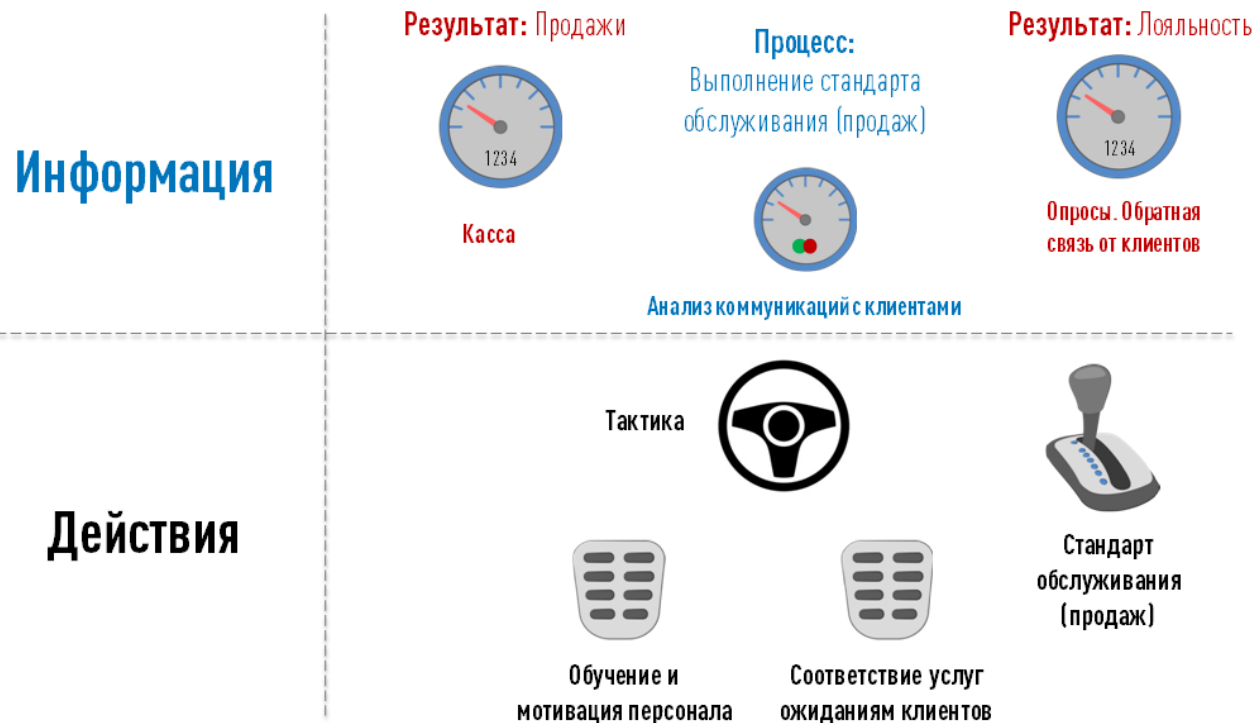 Результат: Продажи
Процесс:
Выполнение стандарта
обслуживания (продаж)
Результат: Лояльность
1234
1234
Информация
Касса
Опросы. Обратная
связь от клиентов
Анализ коммуникаций с клиентами
Тактика
Действия
Стандарт
обслуживания
(продаж)
Обучение и
мотивация персонала
Соответствие услуг
ожиданиям клиентов